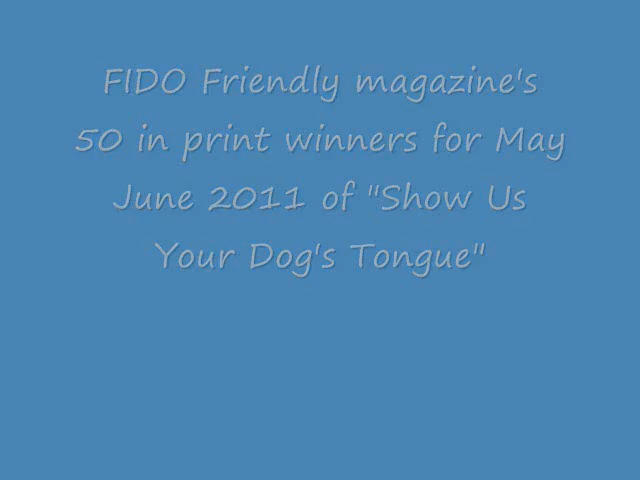 FIDO Friendly magazine's
50 in print winners for May
June 2011 of "Show Us
Your Dog's Tongue"